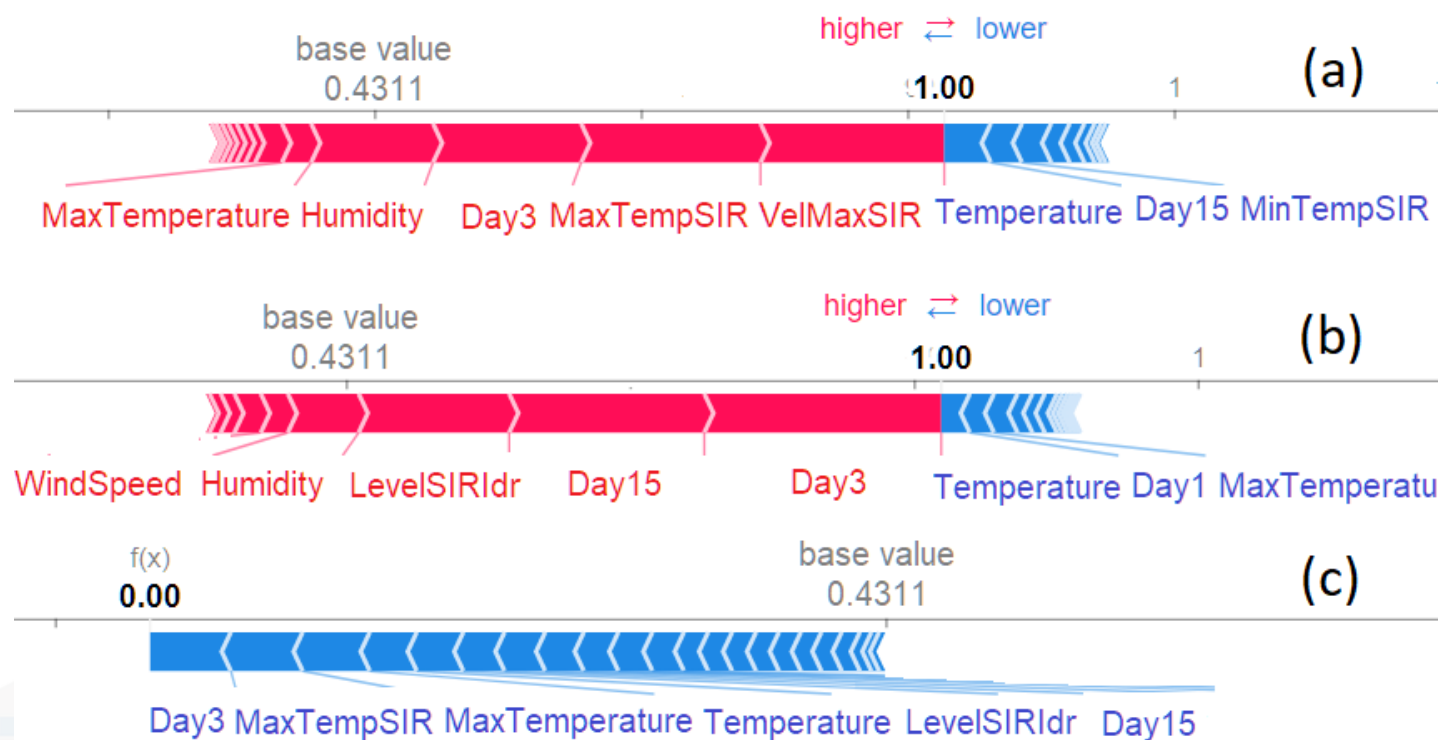 higher ⇄ lower
(a)
base value
0.4311
1.00
1
MaxTemperature Humidity Day3 MaxTempSIR VelMaxSIR Temperature Day15 MinTempSIR
higher ⇄ lower
(b)
base value
0.4311
1.00
1
WindSpeed Humidity LevelSIRIdr Day15 Day3 Temperature Day1 MaxTemperatu
f(x)
base value
(c)
0.00
0.4311
Day3 MaxTempSIR MaxTemperature Temperature LevelSIRIdr Day15